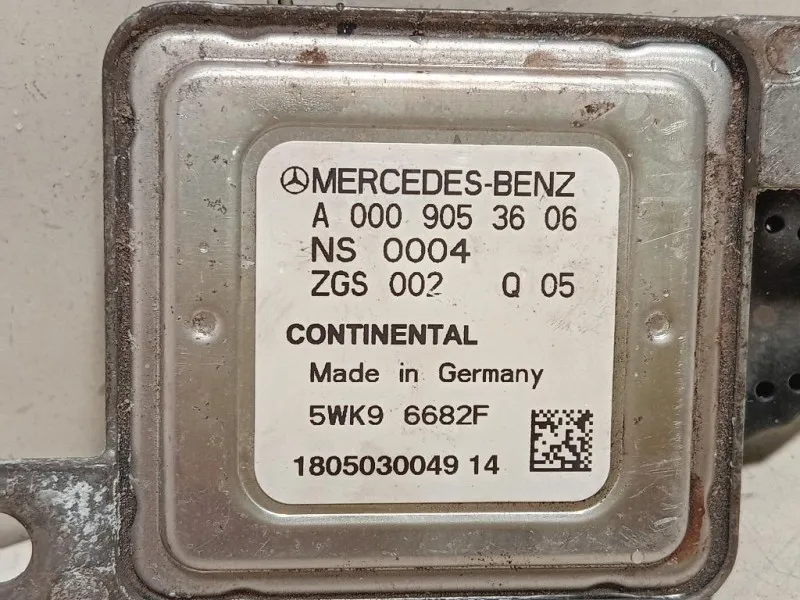 MERCEDES-BENZ
A 000 905 36 06
NS 0004
ZGS 002 Q 05
CONTINENTAL
Made in Germany
5WK9 6682F
1805030049 14